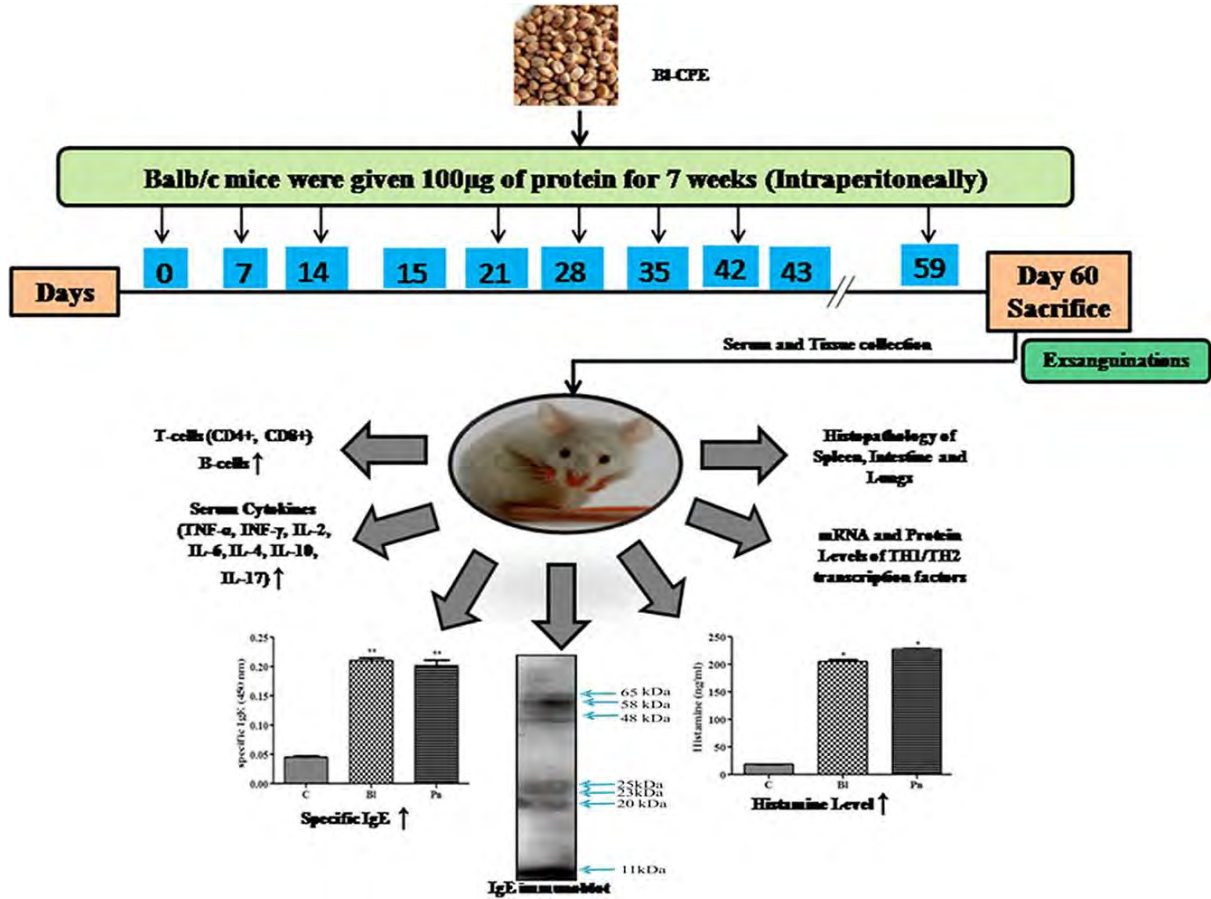 Bl-CPE
Balb/c mice were given 100µg of protein for 7 weeks (Intraperitoneally)
0 7 14 15 21 28 35 42 43 59
Days
Day 60
Sacrifice
Serum and Tissue collection
Exsanguinations
T-cells (CD4+, CD8+)
B-cells ↑
Serum Cytokines
(TNF-α, INF-γ, IL-2,
IL-6, IL-4, IL-10,
IL-17) ↑
Histopathology of
Spleen, Intestine and
Lungs
mRNA and Protein
Levels of TH1/TH2
transcription factors
specific IgE (450 nm)
0.25
0.20
0.15
0.10
0.05
0.00
** **
C Bl Pn
Specific IgE ↑
65 kDa
58 kDa
48 kDa
25kDa
23kDa
20 kDa
11kDa
IgE immunoblot
Histamine (ng/ml)
250
200
150
100
50
0
* *
C Bl Pn
Histamine Level ↑